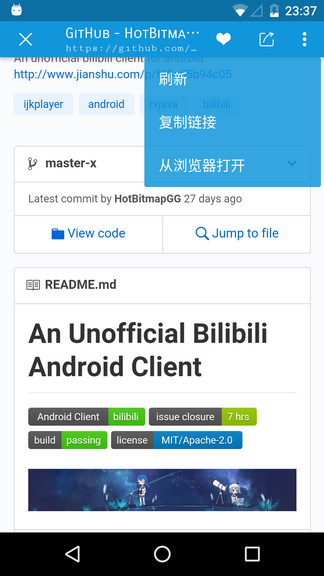 23:37
GitHub - HotBitma...
https://github.com/...
An unofficial bilibili client for android
http://www.jianshu.com/p/
ijkplayer android rxjava bilibili
刷新
复制链接
从浏览器打开
master-x
Latest commit by HotBitmapGG 27 days ago
View code
Jump to file
README.md
An Unofficial Bilibili
Android Client
Android Client bilibili issue closure 7 hrs
build passing license MIT/Apache-2.0